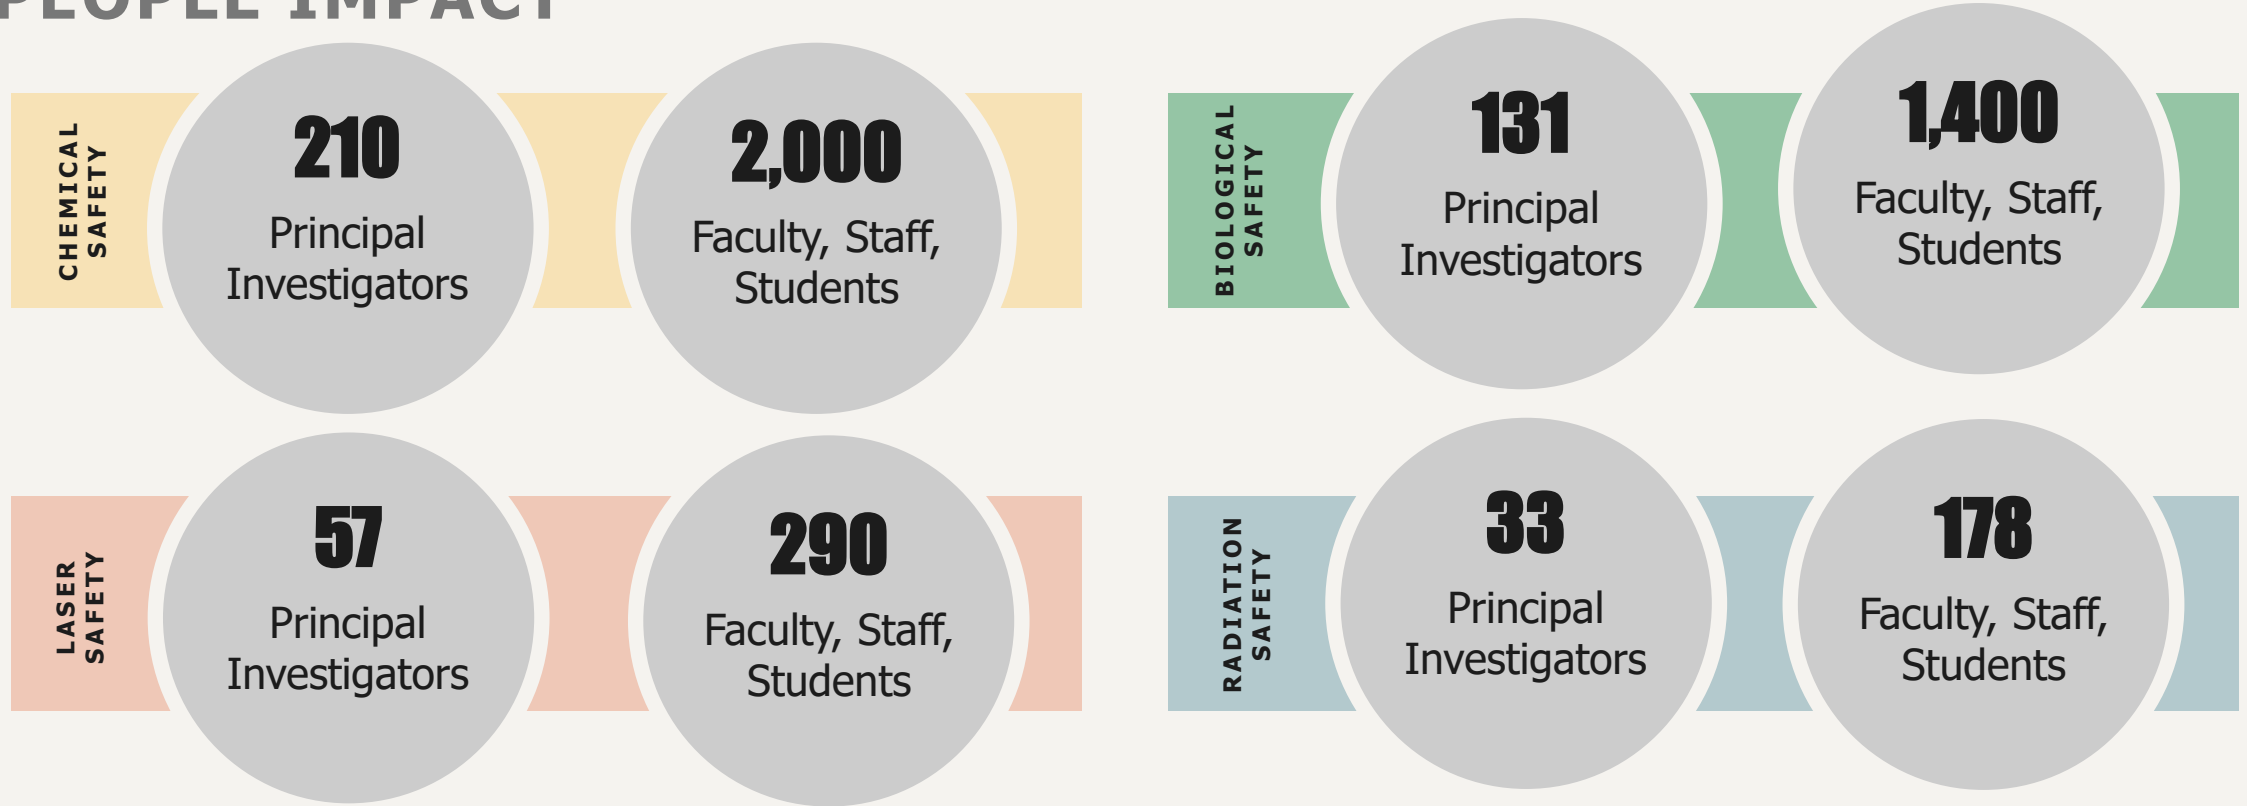 PEOPLE IMPACT
CHEMICAL
SAFETY
210
Principal
Investigators
2,000
Faculty, Staff,
Students
BIOLOGICAL
SAFETY
131
Principal
Investigators
1,400
Faculty, Staff,
Students
LASER
SAFETY
57
Principal
Investigators
290
Faculty, Staff,
Students
RADIATION
SAFETY
33
Principal
Investigators
178
Faculty, Staff,
Students